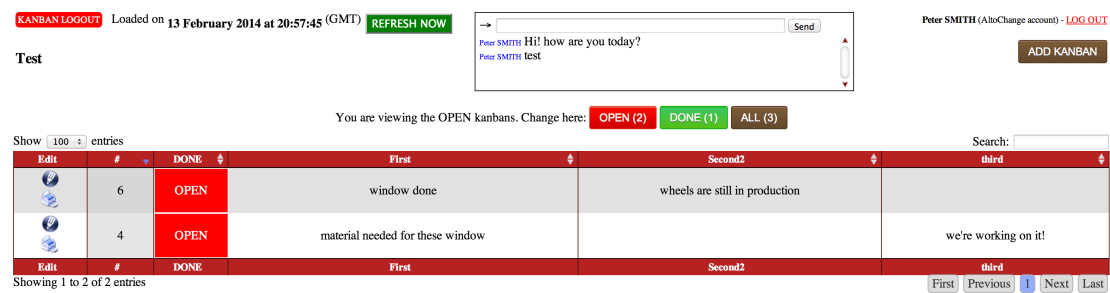 KANBAN LOGOUT Loaded on 13 February 2014 at 20:57:45 (GMT) REFRESH NOW
→ Send
Peter SMITH (AltoChange account) - LOG OUT
Peter SMITH Hi! how are you today?
Peter SMITH test
Test
ADD KANBAN
You are viewing the OPEN kanbans. Change here: OPEN (2) DONE (1) ALL (3)
Show 100 entries Search:
Edit # DONE First Second2 third
6 OPEN window done wheels are still in production
4 OPEN material needed for these window we're working on it!
Edit # DONE First Second2 third
Showing 1 to 2 of 2 entries First Previous 1 Next Last